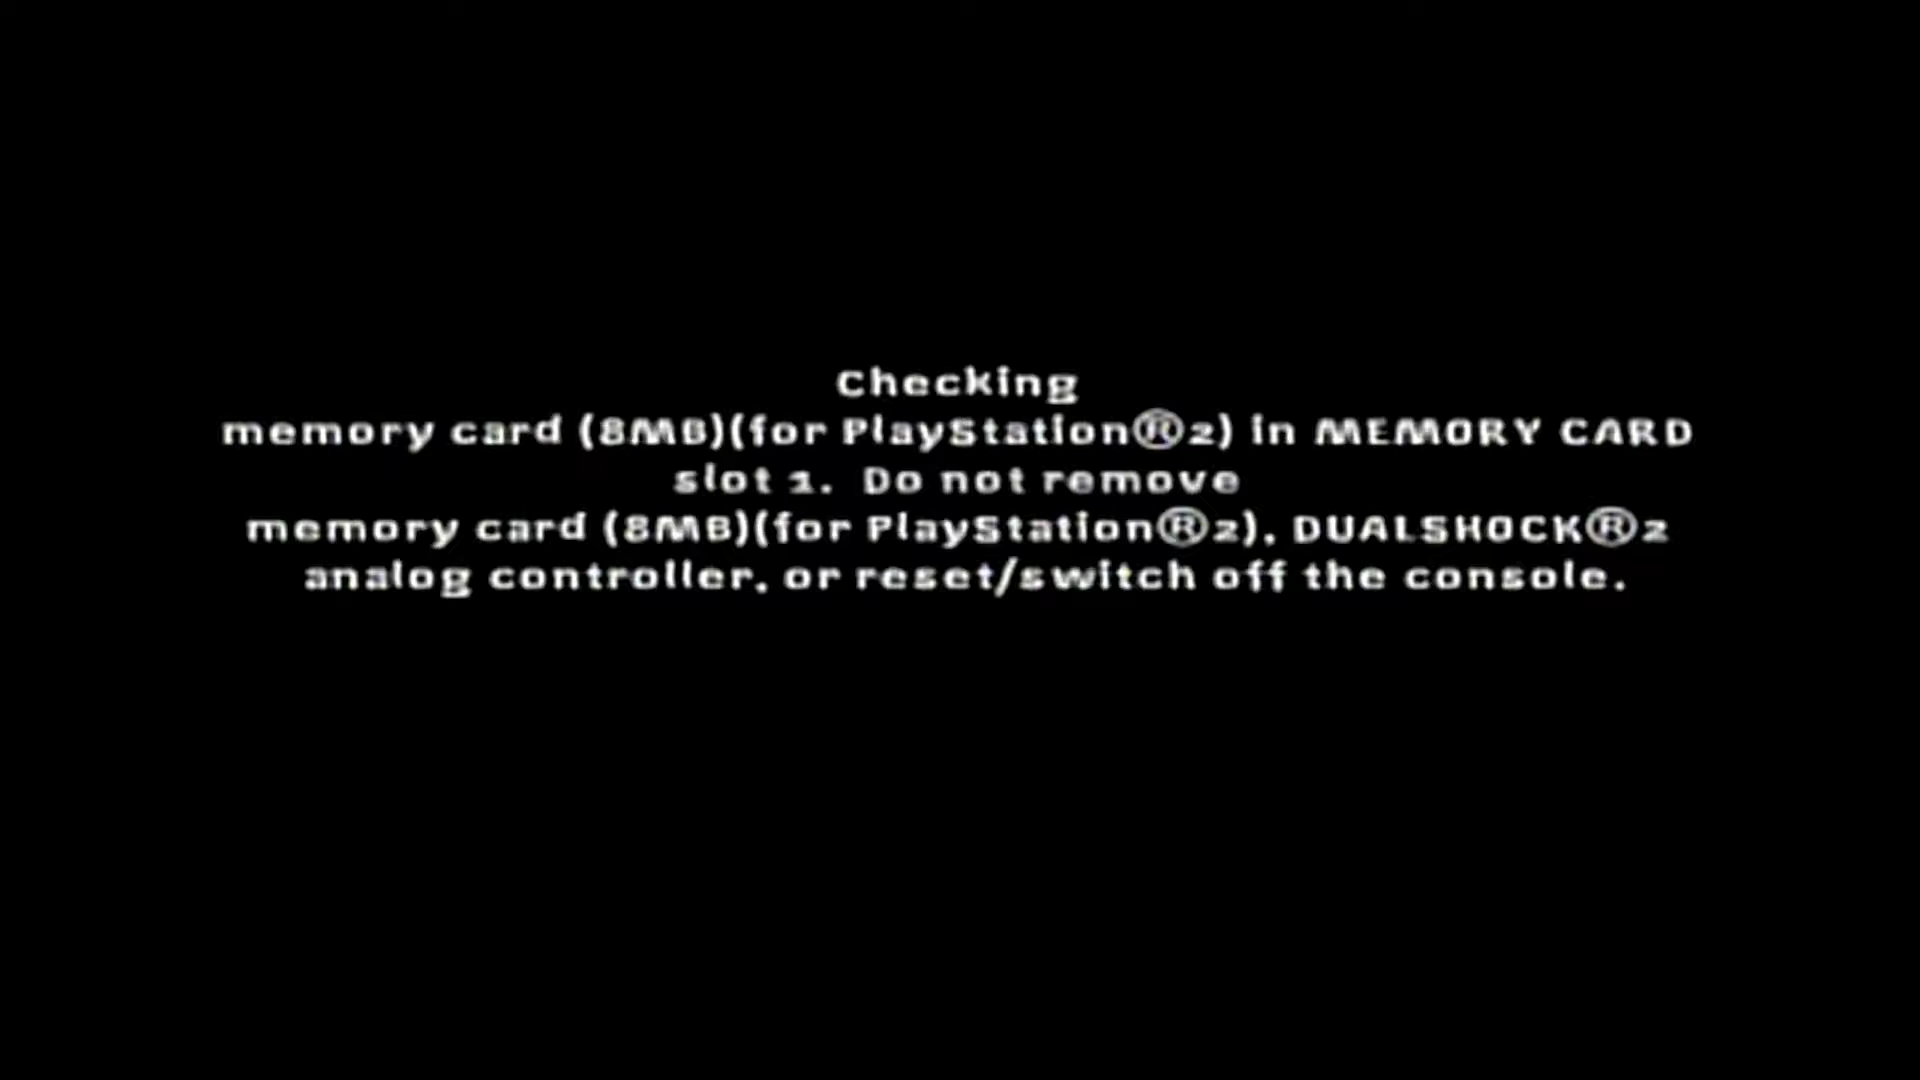 Checking
memory card (8MB)(for PlayStation®2) in MEMORY CARD
slot 1.  Do not remove
memory card (8MB)(for PlayStation®2), DUALSHOCK®2
analog controller, or reset/switch off the console.